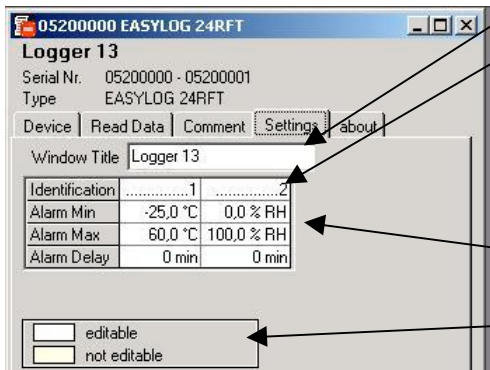 05200000 EASYLOG 24RFT
Logger 13
Serial Nr. 05200000 - 05200001
Type EASYLOG 24RFT
Device Read Data Comment Settings about
Window Title Logger 13
Identification ..............1 ..............2
Alarm Min -25,0 °C 0,0 % RH
Alarm Max 60,0 °C 100,0 % RH
Alarm Delay 0 min 0 min
editable
not editable